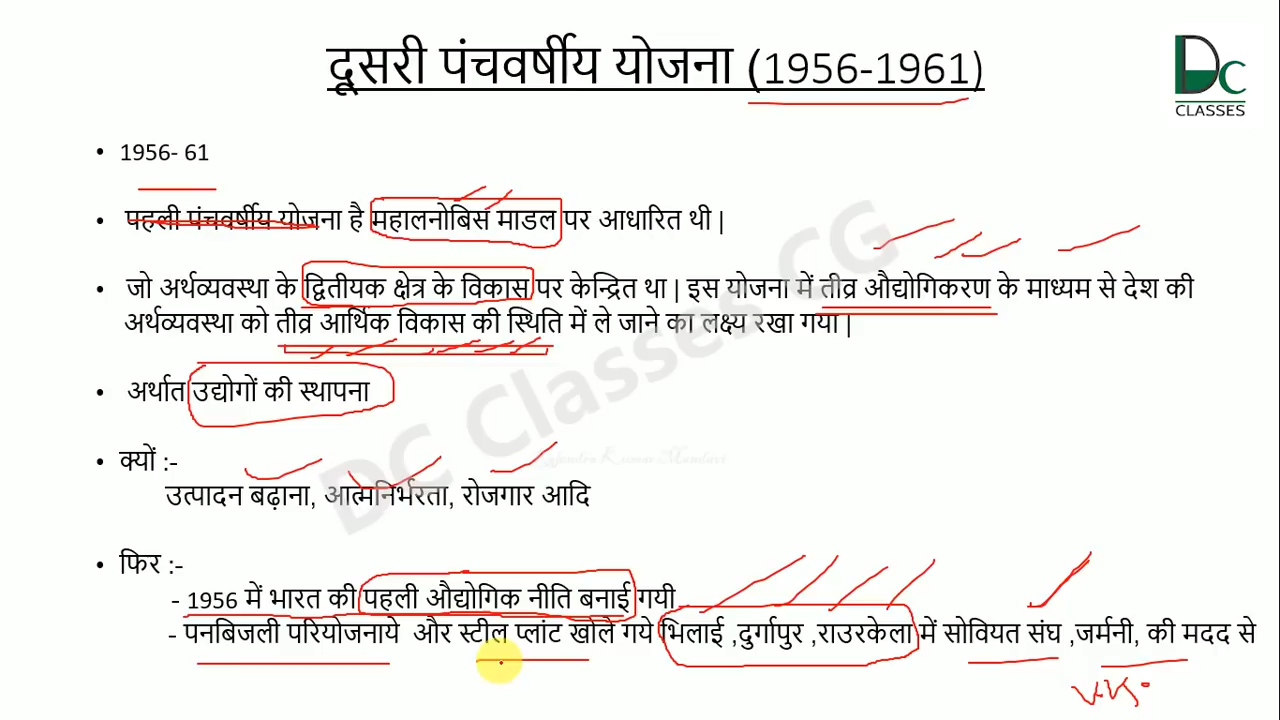 दूसरी पंचवर्षीय योजना (1956-1961)
DC
CLASSES
• 1956- 61
• पहली पंचवर्षीय योजना है महालनोबिस माडल पर आधारित थी |
• जो अर्थव्यवस्था के द्वितीयक क्षेत्र के विकास पर केन्द्रित था | इस योजना में तीव्र औद्योगिकरण के माध्यम से देश की
अर्थव्यवस्था को तीव्र आर्थिक विकास की स्थिति में ले जाने का लक्ष्य रखा गया |
• अर्थात उद्योगों की स्थापना
• क्यों :-
उत्पादन बढ़ाना, आत्मनिर्भरता, रोजगार आदि
• फिर :-
- 1956 में भारत की पहली औद्योगिक नीति बनाई गयी
- पनबिजली परियोजनाये और स्टील प्लांट खोले गये भिलाई ,दुर्गापुर ,राउरकेला में सोवियत संघ ,जर्मनी, की मदद से
DC Classes CG